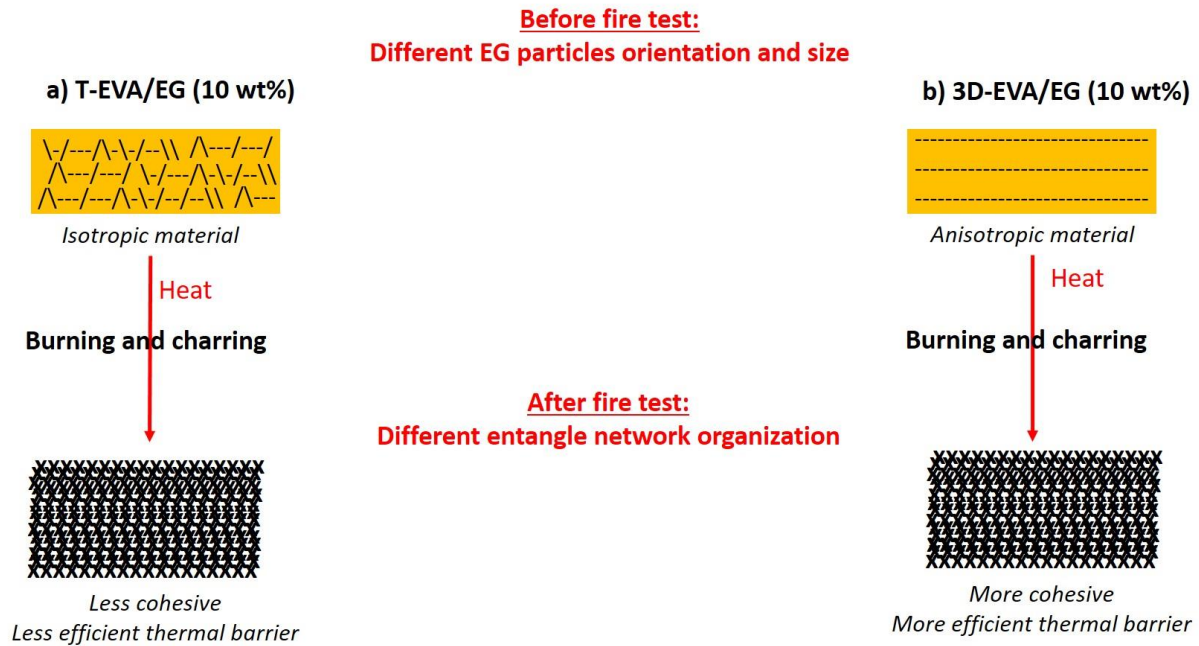 Before fire test:
Different EG particles orientation and size
a) T-EVA/EG (10 wt%)
\-/---/\-\-/--\\ /\---/---/
/\---/---/ \-/---/\-\-/--\\
/\---/---/\-\-/--/--\\ /\---
Isotropic material
Heat
Burning and charring
b) 3D-EVA/EG (10 wt%)
-------------------------------
-------------------------------
-------------------------------
Anisotropic material
Heat
Burning and charring
After fire test:
Different entangle network organization
XXXXXXXXXXXXXXXXXX
Less cohesive
Less efficient thermal barrier
XXXXXXXXXXXXXXXXXX
More cohesive
More efficient thermal barrier